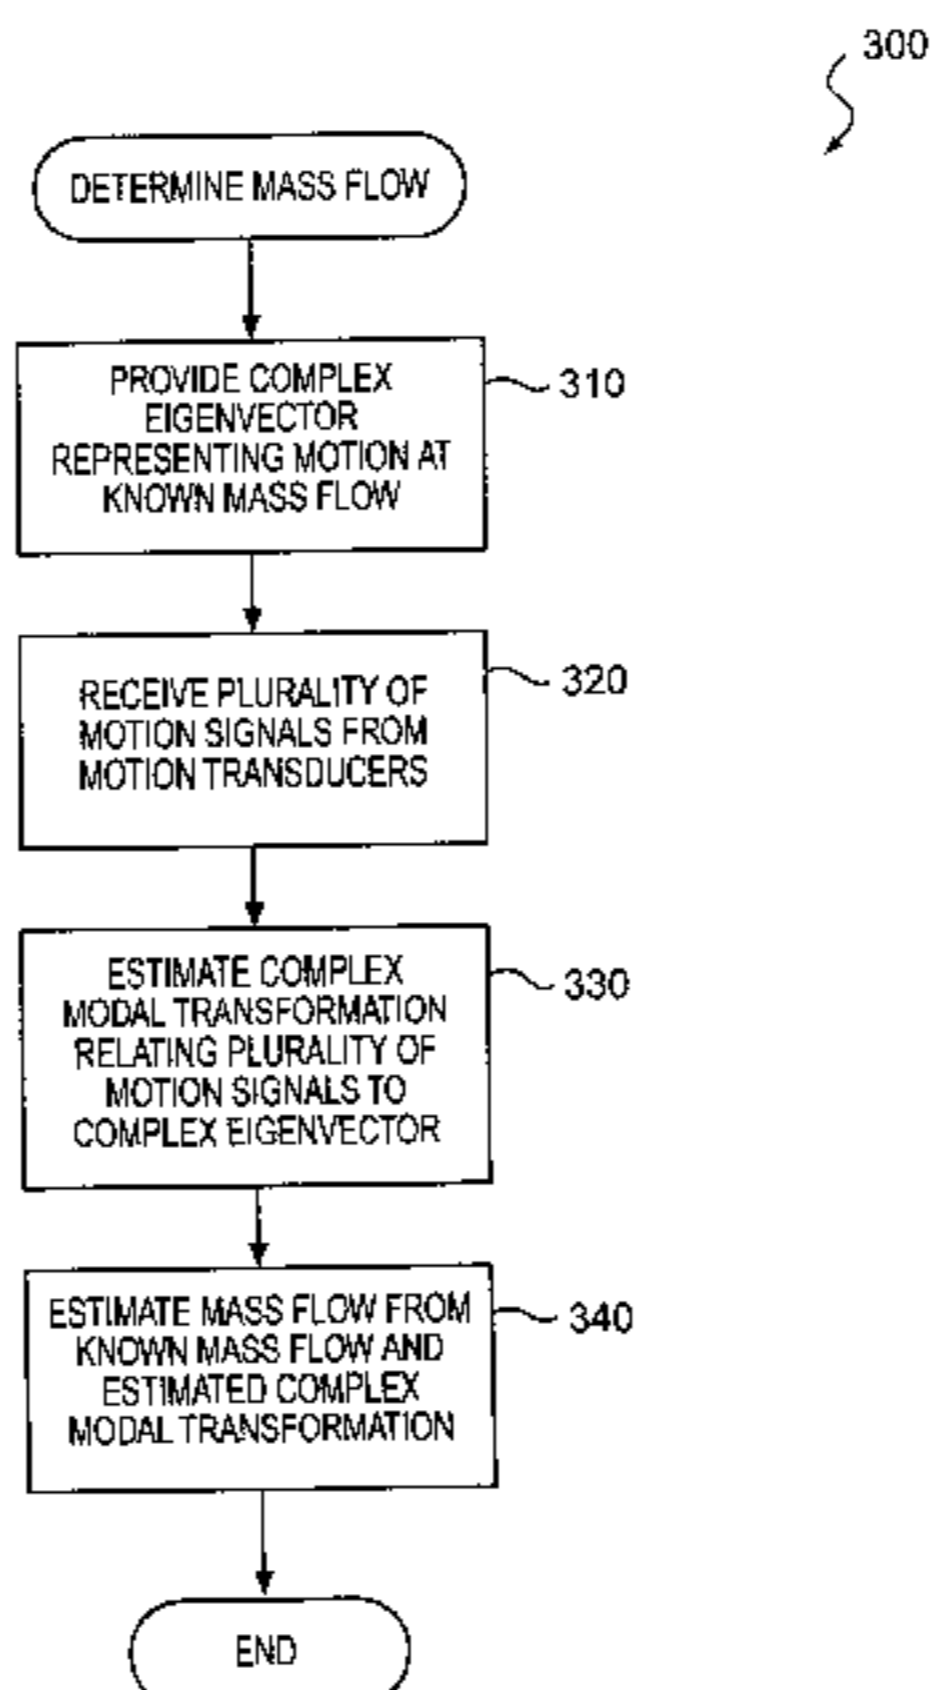 300
DETERMINE MASS FLOW
PROVIDE COMPLEX
EIGENVECTOR
REPRESENTING MOTION AT
KNOWN MASS FLOW
310
RECEIVE PLURALITY OF
MOTION SIGNALS FROM
MOTION TRANSDUCERS
320
ESTIMATE COMPLEX
MODAL TRANSFORMATION
RELATING PLURALITY OF
MOTION SIGNALS TO
COMPLEX EIGENVECTOR
330
ESTIMATE MASS FLOW FROM
KNOWN MASS FLOW AND
ESTIMATED COMPLEX
MODAL TRANSFORMATION
340
END